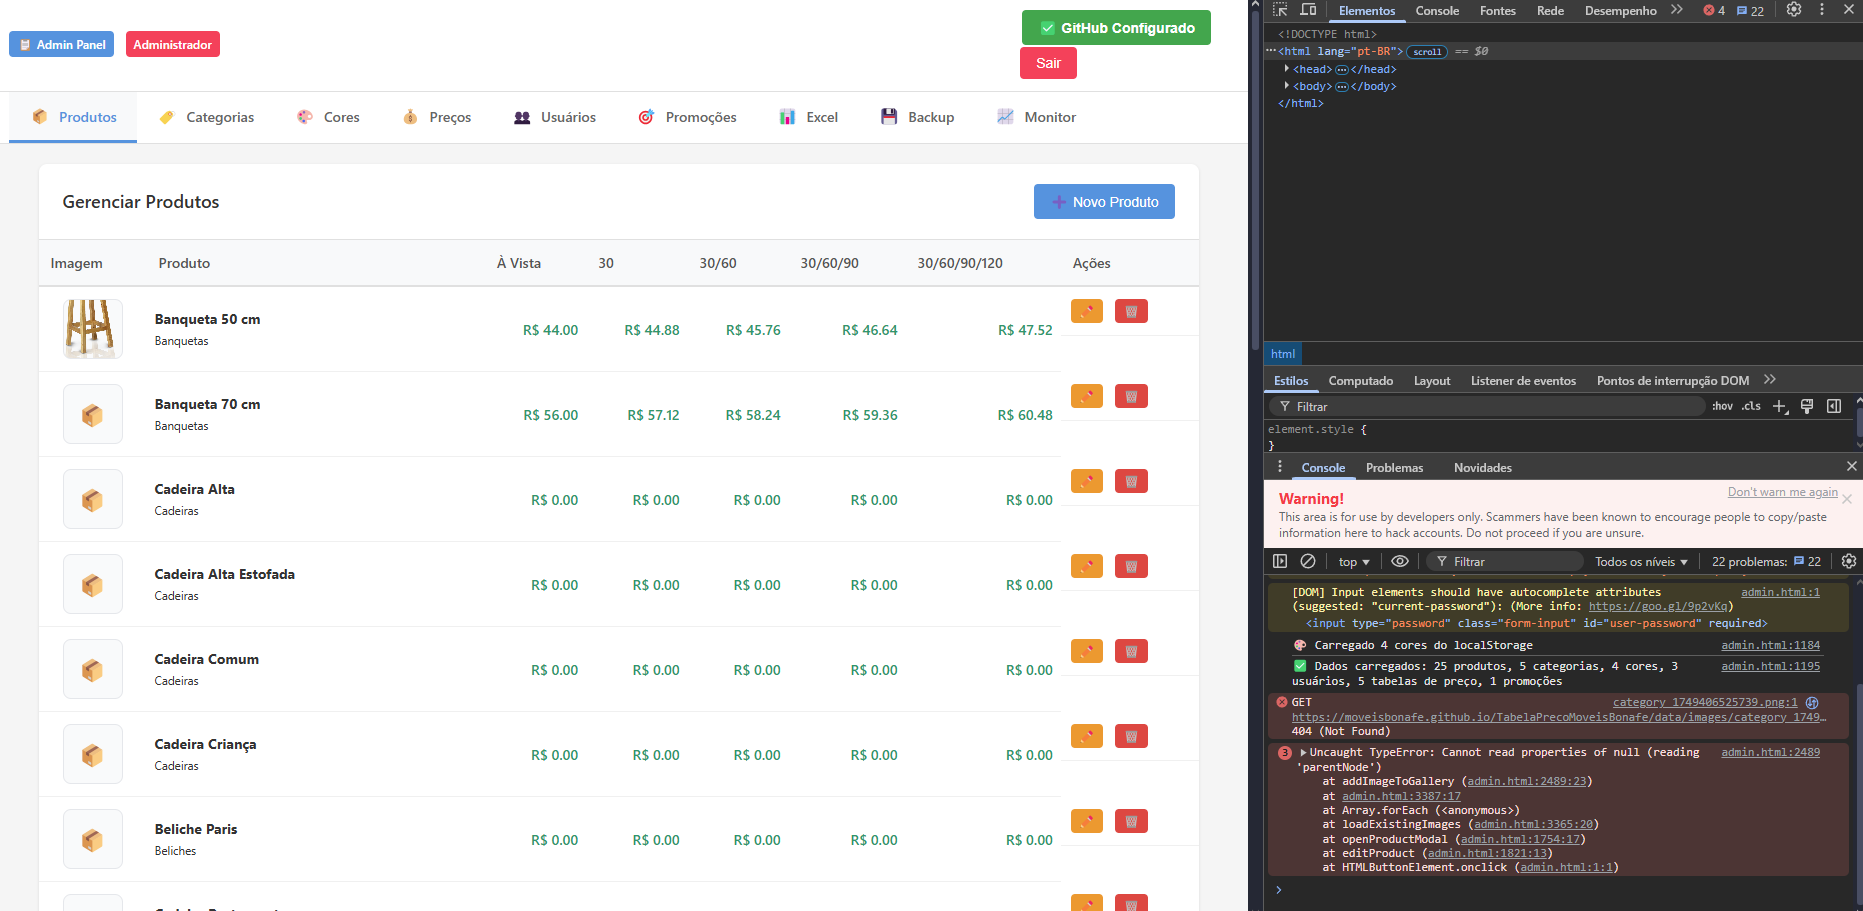 Admin Panel
Administrador
GitHub Configurado
Sair
Produtos
Categorias
Cores
Preços
Usuários
Promoções
Excel
Backup
Monitor
Gerenciar Produtos
Novo Produto
Imagem Produto À Vista 30 30/60 30/60/90 30/60/90/120 Ações
Banqueta 50 cm
Banquetas
R$ 44.00 R$ 44.88 R$ 45.76 R$ 46.64 R$ 47.52
Banqueta 70 cm
Banquetas
R$ 56.00 R$ 57.12 R$ 58.24 R$ 59.36 R$ 60.48
Cadeira Alta
Cadeiras
R$ 0.00 R$ 0.00 R$ 0.00 R$ 0.00 R$ 0.00
Cadeira Alta Estofada
Cadeiras
R$ 0.00 R$ 0.00 R$ 0.00 R$ 0.00 R$ 0.00
Cadeira Comum
Cadeiras
R$ 0.00 R$ 0.00 R$ 0.00 R$ 0.00 R$ 0.00
Cadeira Criança
Cadeiras
R$ 0.00 R$ 0.00 R$ 0.00 R$ 0.00 R$ 0.00
Beliche Paris
Beliches
R$ 0.00 R$ 0.00 R$ 0.00 R$ 0.00 R$ 0.00
Elementos Console Fontes Rede Desempenho 4 22
<!DOCTYPE html>
<html lang="pt-BR"> scroll == $0
<head> </head>
<body> </body>
</html>
html
Estilos Computado Layout Listener de eventos Pontos de interrupção DOM
Filtrar :hov .cls
element.style {
}
Console Problemas Novidades
Don't warn me again
Warning!
This area is for use by developers only. Scammers have been known to encourage people to copy/paste
information here to hack accounts. Do not proceed if you are unsure.
top Filtrar Todos os níveis 22 problemas: 22
[DOM] Input elements should have autocomplete attributes admin.html:1
(suggested: "current-password"): (More info: https://goo.gl/9p2vKq)
<input type="password" class="form-input" id="user-password" required>
Carregado 4 cores do localStorage admin.html:1184
Dados carregados: 25 produtos, 5 categorias, 4 cores, 3 admin.html:1195
usuários, 5 tabelas de preço, 1 promoções
GET category_1749406525739.png:1
https://moveisbonafe.github.io/TabelaPrecoMoveisBonafe/data/images/category_1749…
404 (Not Found)
3 Uncaught TypeError: Cannot read properties of null (reading admin.html:2489
'parentNode')
at addImageToGallery (admin.html:2489:23)
at admin.html:3387:17
at Array.forEach (<anonymous>)
at loadExistingImages (admin.html:3365:20)
at openProductModal (admin.html:1754:17)
at editProduct (admin.html:1821:13)
at HTMLButtonElement.onclick (admin.html:1:1)